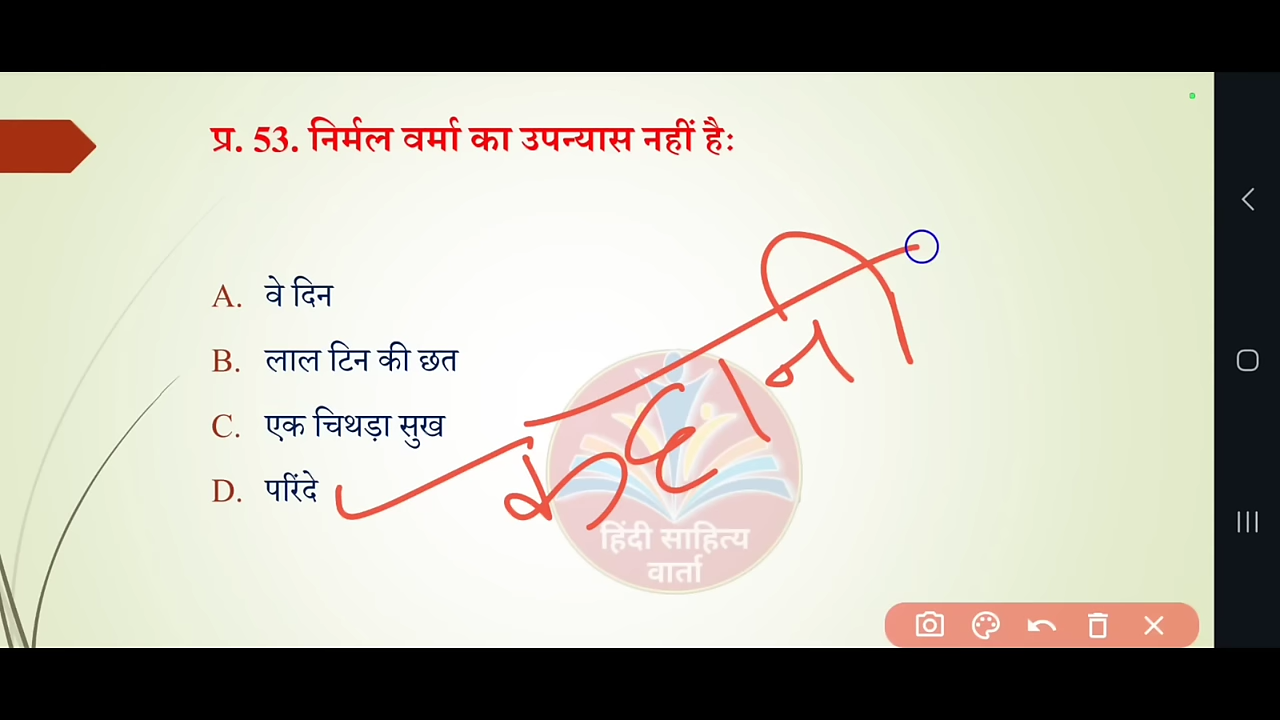 प्र. 53. निर्मल वर्मा का उपन्यास नहीं हैः
A. वे दिन
B. लाल टिन की छत
C. एक चिथड़ा सुख
D. परिंदे
कहानी
हिंदी साहित्य
वार्ता